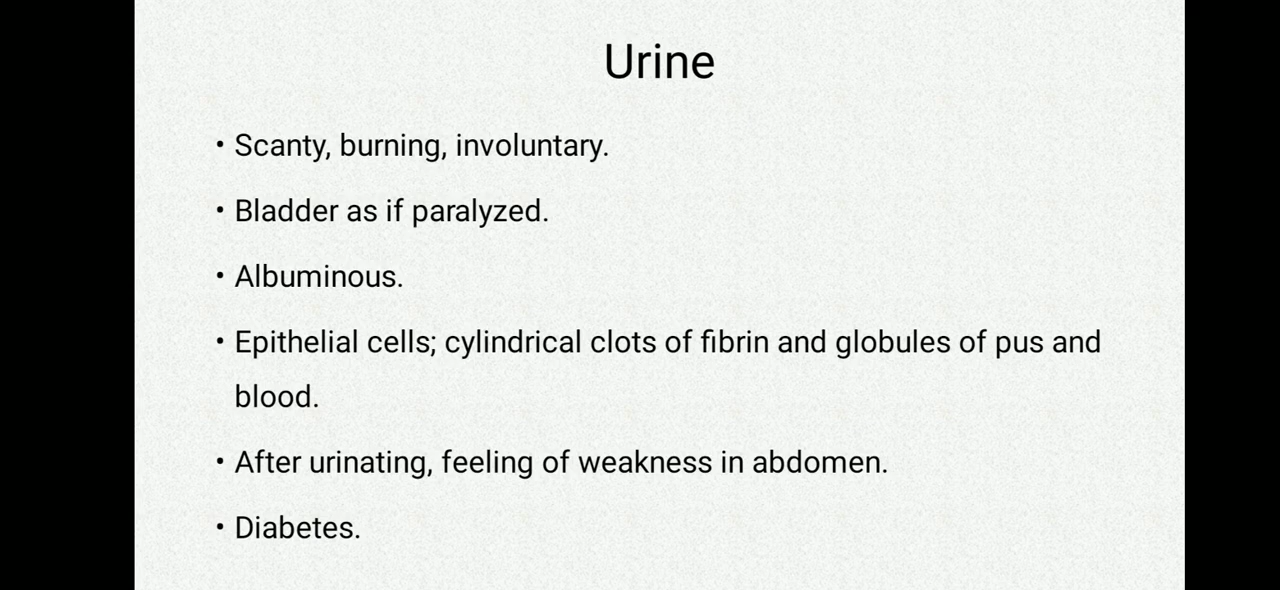 Urine
• Scanty, burning, involuntary.
• Bladder as if paralyzed.
• Albuminous.
• Epithelial cells; cylindrical clots of fibrin and globules of pus and
blood.
• After urinating, feeling of weakness in abdomen.
• Diabetes.